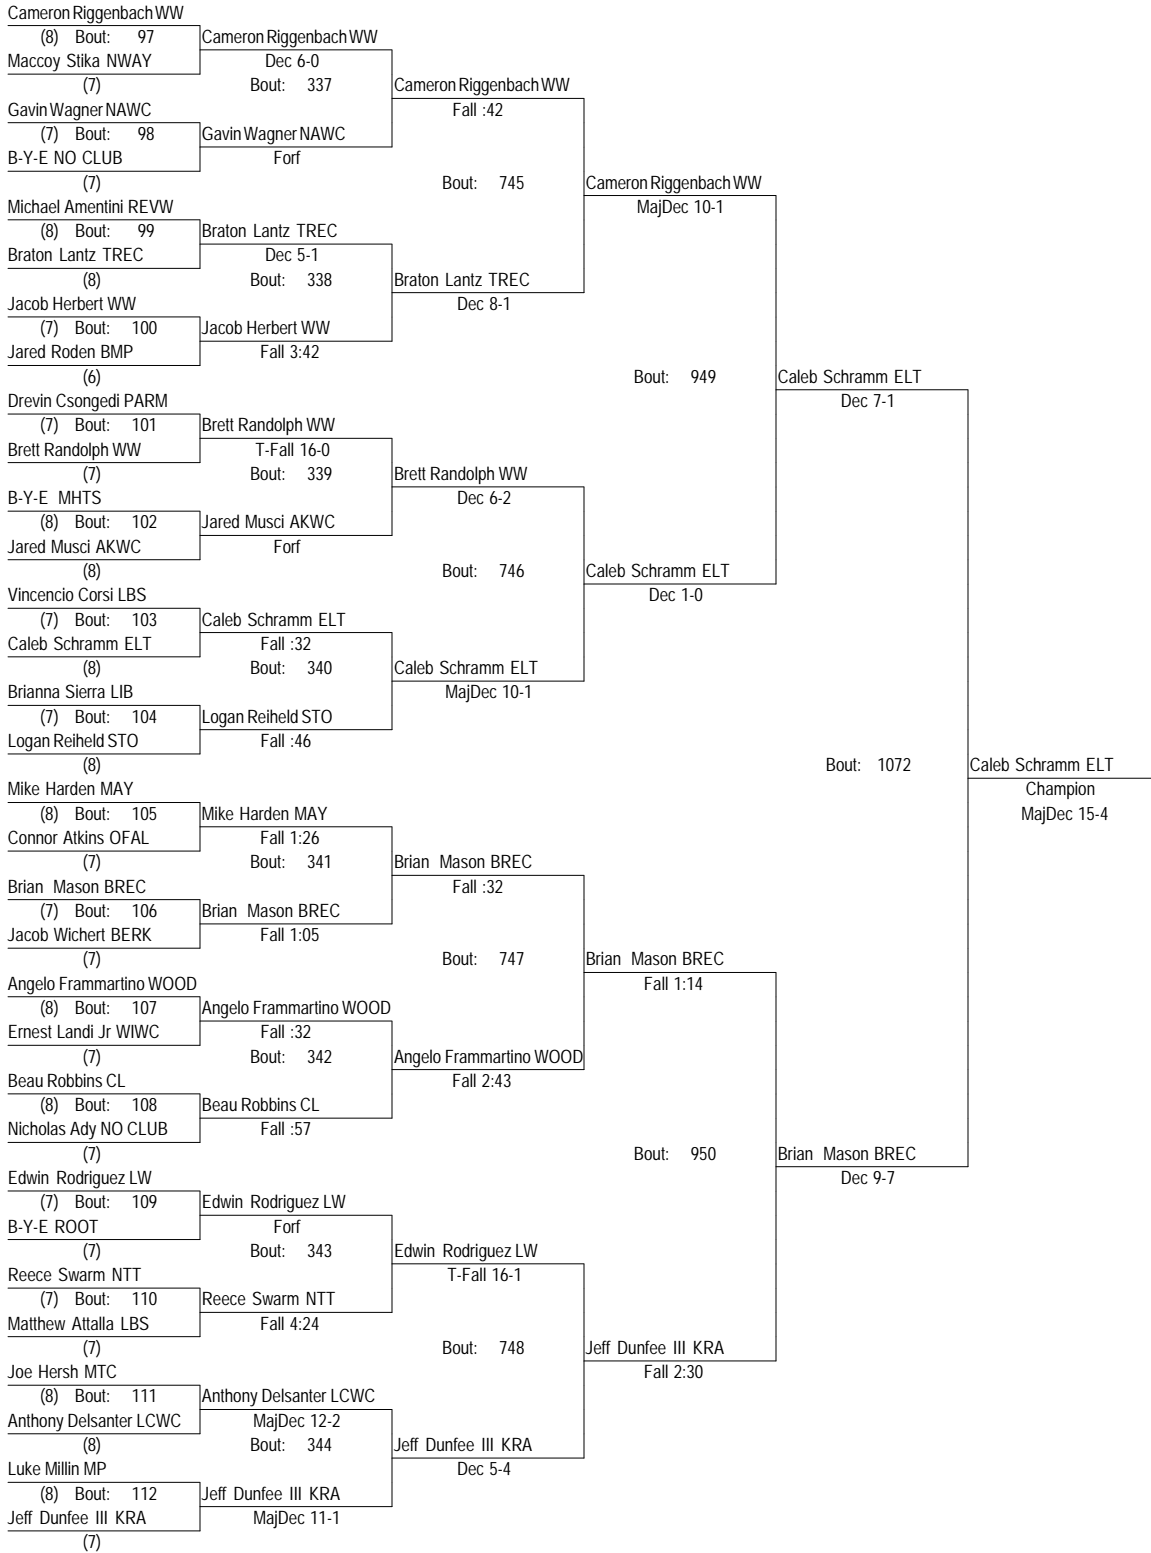 Cameron Riggenbach WW
(8) Bout: 97 Cameron Riggenbach WW
Maccoy Stika NWAY Dec 6-0
(7) Bout: 337 Cameron Riggenbach WW
Gavin Wagner NAWC Fall :42
(7) Bout: 98 Gavin Wagner NAWC
B-Y-E NO CLUB Forf
(7) Bout: 745 Cameron Riggenbach WW
Michael Amentini REVW MajDec 10-1
(8) Bout: 99 Braton Lantz TREC
Braton Lantz TREC Dec 5-1
(8) Bout: 338 Braton Lantz TREC
Jacob Herbert WW Dec 8-1
(7) Bout: 100 Jacob Herbert WW
Jared Roden BMP Fall 3:42
(6) Bout: 949 Caleb Schramm ELT
Drevin Csongedi PARM Dec 7-1
(7) Bout: 101 Brett Randolph WW
Brett Randolph WW T-Fall 16-0
(7) Bout: 339 Brett Randolph WW
B-Y-E MHTS Dec 6-2
(8) Bout: 102 Jared Musci AKWC
Jared Musci AKWC Forf
(8) Bout: 746 Caleb Schramm ELT
Vincencio Corsi LBS Dec 1-0
(7) Bout: 103 Caleb Schramm ELT
Caleb Schramm ELT Fall :32
(8) Bout: 340 Caleb Schramm ELT
Brianna Sierra LIB MajDec 10-1
(7) Bout: 104 Logan Reiheld STO
Logan Reiheld STO Fall :46
(8) Bout: 1072 Caleb Schramm ELT
Mike Harden MAY Champion
(8) Bout: 105 Mike Harden MAY MajDec 15-4
Connor Atkins OFAL Fall 1:26
(7) Bout: 341 Brian Mason BREC
Brian Mason BREC Fall :32
(7) Bout: 106 Brian Mason BREC
Jacob Wichert BERK Fall 1:05
(7) Bout: 747 Brian Mason BREC
Angelo Frammartino WOOD Fall 1:14
(8) Bout: 107 Angelo Frammartino WOOD
Ernest Landi Jr WIWC Fall :32
(7) Bout: 342 Angelo Frammartino WOOD
Beau Robbins CL Fall 2:43
(8) Bout: 108 Beau Robbins CL
Nicholas Ady NO CLUB Fall :57
(7) Bout: 950 Brian Mason BREC
Edwin Rodriguez LW Dec 9-7
(7) Bout: 109 Edwin Rodriguez LW
B-Y-E ROOT Forf
(7) Bout: 343 Edwin Rodriguez LW
Reece Swarm NTT T-Fall 16-1
(7) Bout: 110 Reece Swarm NTT
Matthew Attalla LBS Fall 4:24
(7) Bout: 748 Jeff Dunfee III KRA
Joe Hersh MTC Fall 2:30
(8) Bout: 111 Anthony Delsanter LCWC
Anthony Delsanter LCWC MajDec 12-2
(8) Bout: 344 Jeff Dunfee III KRA
Luke Millin MP Dec 5-4
(8) Bout: 112 Jeff Dunfee III KRA
Jeff Dunfee III KRA MajDec 11-1
(7)